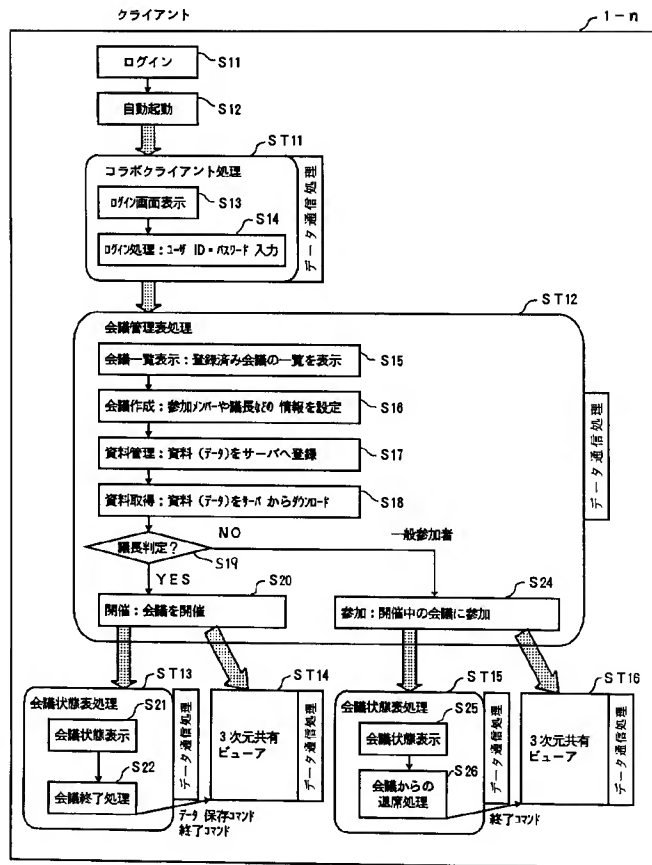 クライアント
1-n
ログイン
S11
自動起動
S12
ST11
コラボクライアント処理
データ通信処理
ログイン画面表示
S13
S14
ログイン処理:ユーザ ID=パスワード 入力
ST12
会議管理表処理
データ通信処理
会議一覧表示:登録済み会議の一覧を表示
S15
会議作成:参加メンバーや議長などの 情報を設定
S16
資料管理:資料(データ)をサーバへ登録
S17
資料取得:資料(データ)をサーバ からダウンロード
S18
議長判定?
S19
NO
一般参加者
YES
S20
開催:会議を開催
S24
参加:開催中の会議に参加
ST13
会議状態表処理
データ通信処理
S21
会議状態表示
S22
会議終了処理
ST14
3次元共有
ビューア
データ通信処理
データ 保存コマンド
終了コマンド
ST15
会議状態表処理
データ通信処理
S25
会議状態表示
S26
会議からの
退席処理
ST16
3次元共有
ビューア
データ通信処理
終了コマンド